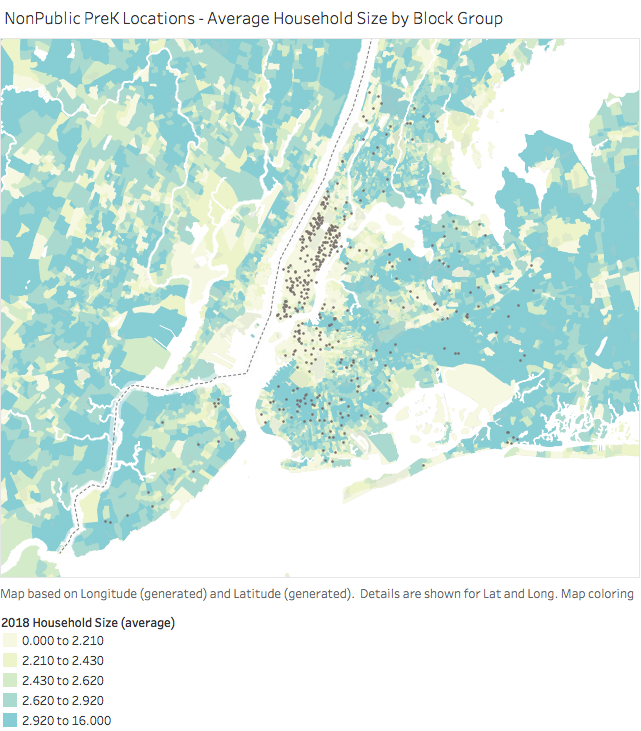 NonPublic PreK Locations - Average Household Size by Block Group
Map based on Longitude (generated) and Latitude (generated).  Details are shown for Lat and Long. Map coloring
2018 Household Size (average)
0.000 to 2.210
2.210 to 2.430
2.430 to 2.620
2.620 to 2.920
2.920 to 16.000